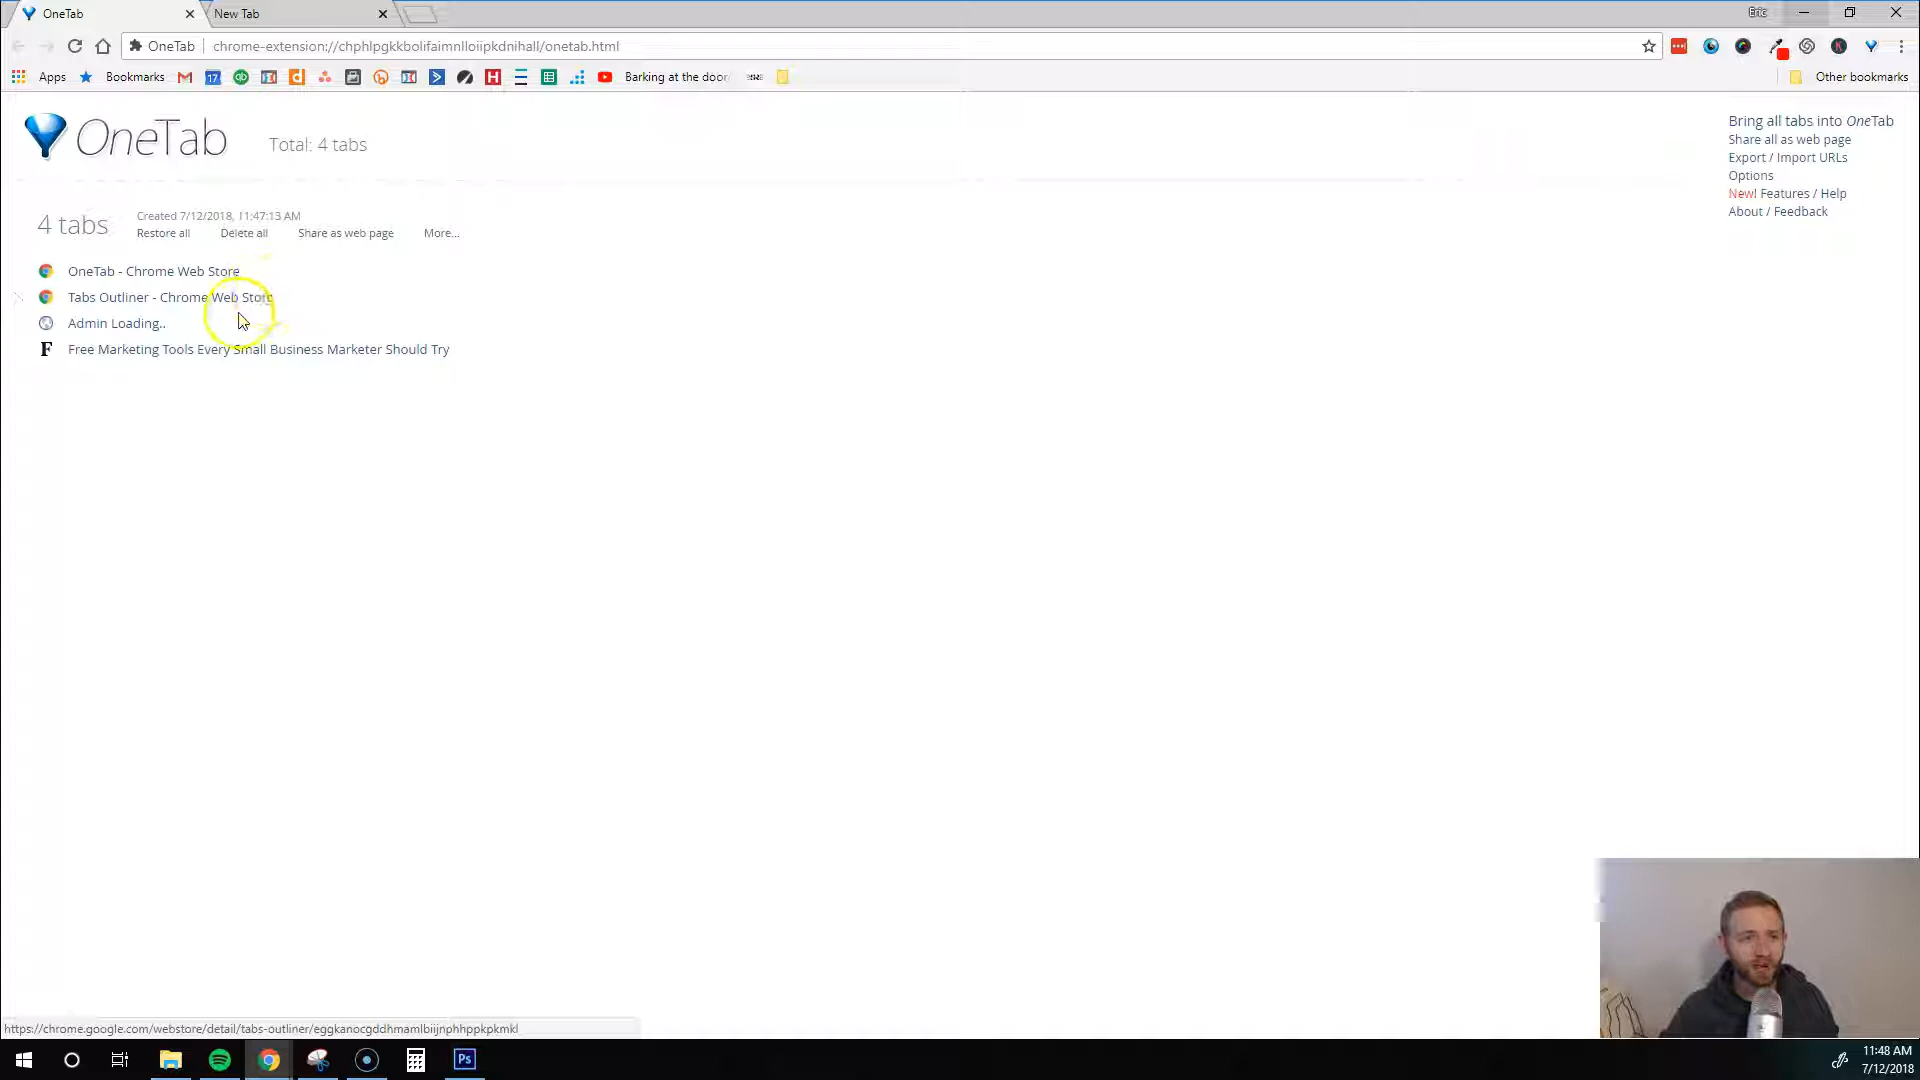 OneTab
New Tab
Eric
OneTab
chrome-extension://chphlpgkkbolifaimnlloiipkdnihall/onetab.html
Apps
Bookmarks
17
Barking at the door
Other bookmarks
OneTab
Total: 4 tabs
Bring all tabs into OneTab
Share all as web page
Export / Import URLs
Options
New! Features / Help
About / Feedback
4 tabs
Created 7/12/2018, 11:47:13 AM
Restore all
Delete all
Share as web page
More...
OneTab - Chrome Web Store
Tabs Outliner - Chrome Web Store
Admin Loading..
F
Free Marketing Tools Every Small Business Marketer Should Try
https://chrome.google.com/webstore/detail/tabs-outliner/eggkanocgddhmamlbiijnphhppkpkmkl
Ps
11:48 AM
7/12/2018